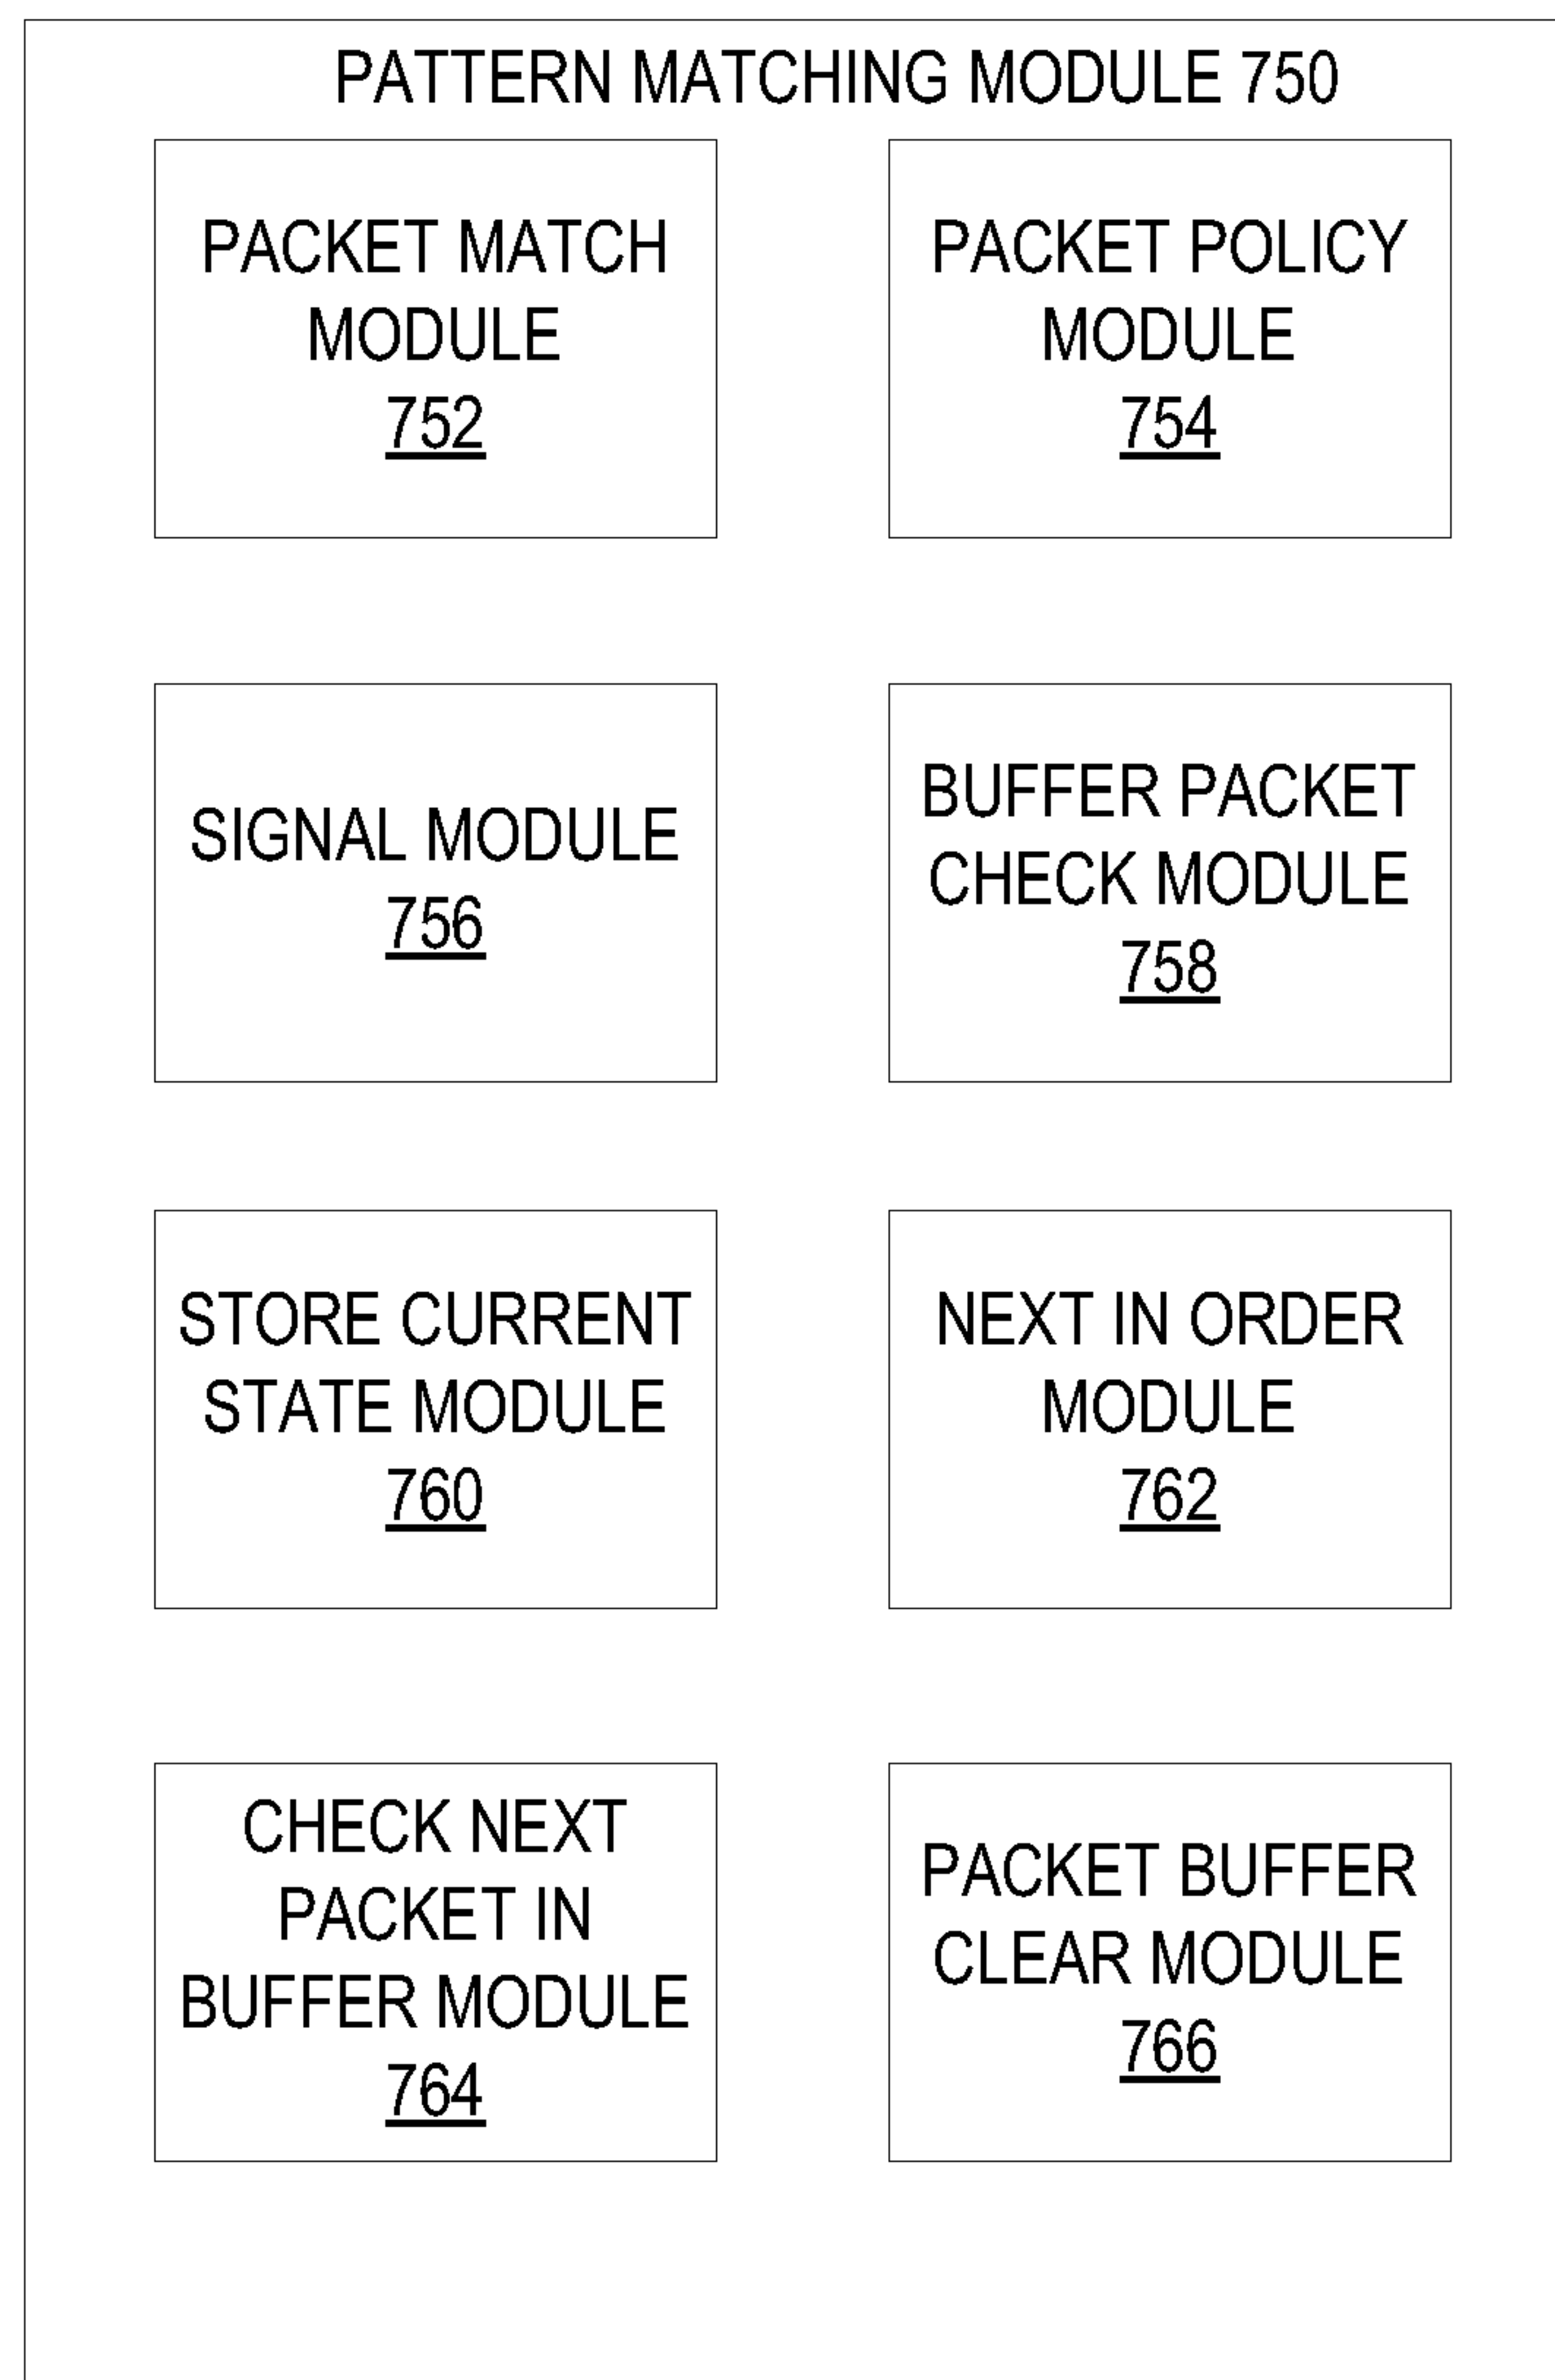 PATTERN MATCHING MODULE 750
PACKET MATCH
MODULE
752
PACKET POLICY
MODULE
754
SIGNAL MODULE
756
BUFFER PACKET
CHECK MODULE
758
STORE CURRENT
STATE MODULE
760
NEXT IN ORDER
MODULE
762
CHECK NEXT
PACKET IN
BUFFER MODULE
764
PACKET BUFFER
CLEAR MODULE
766